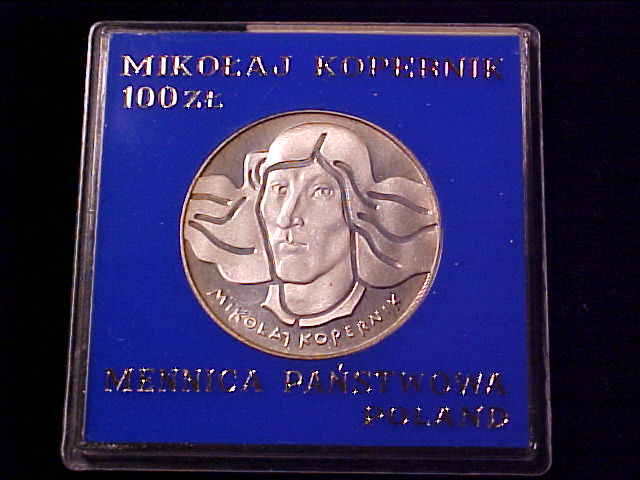 MIKOŁAJ KOPERNIK
100 ZŁ
MIKOŁAJ KOPERNIK
MENNICA PAŃSTWOWA
POLAND